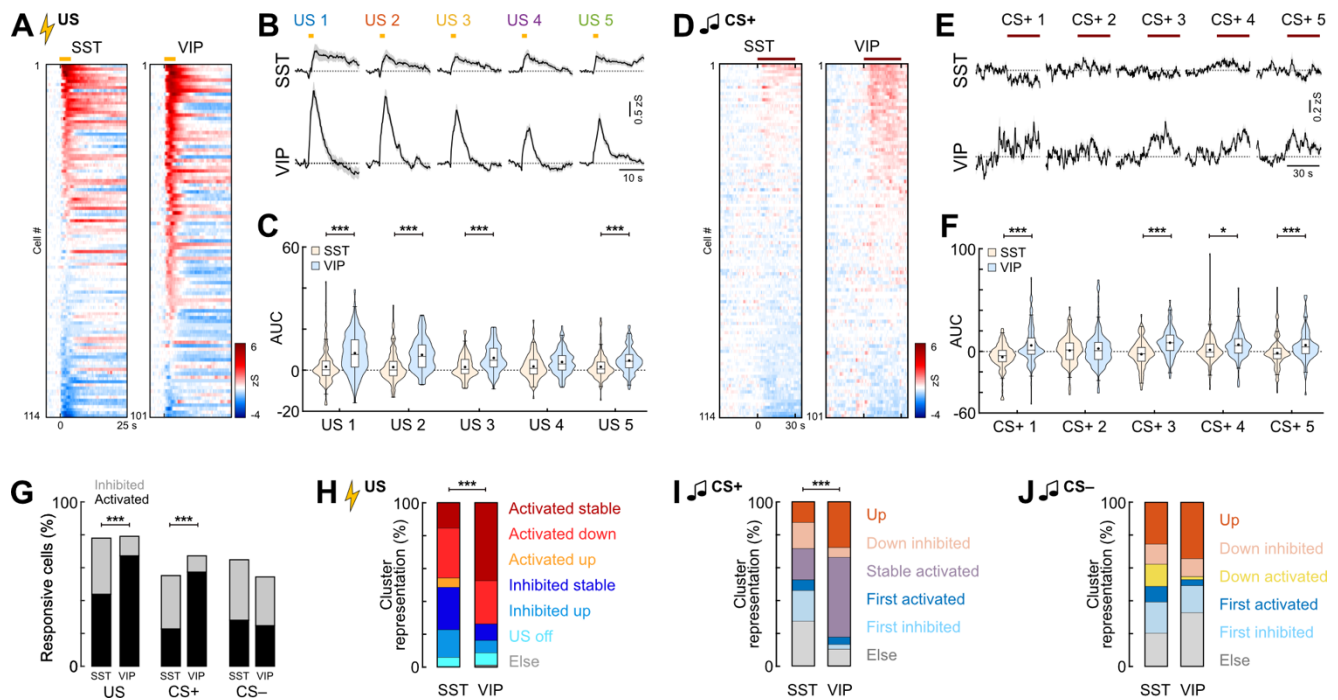 A
US
SST
VIP
1
1
Cell #
114
101
0
25 s
6
zS
-4
B
US 1
US 2
US 3
US 4
US 5
SST
VIP
0.5 zS
10 s
C
60
0
-20
AUC
SST
VIP
***
***
***
***
US 1
US 2
US 3
US 4
US 5
D
CS+
SST
VIP
1
1
Cell #
114
101
0
30 s
6
zS
-4
E
CS+ 1
CS+ 2
CS+ 3
CS+ 4
CS+ 5
SST
VIP
0.2 zS
30 s
F
100
0
-60
AUC
SST
VIP
***
***
*
***
CS+ 1
CS+ 2
CS+ 3
CS+ 4
CS+ 5
G
Inhibited
Activated
100
0
Responsive cells (%)
***
***
SST
VIP
SST
VIP
SST
VIP
US
CS+
CS–
H
US
***
100
0
Cluster
representation (%)
SST
VIP
Activated stable
Activated down
Activated up
Inhibited stable
Inhibited up
US off
Else
I
CS+
***
100
0
Cluster
representation (%)
SST
VIP
Up
Down inhibited
Stable activated
First activated
First inhibited
Else
J
CS–
100
0
Cluster
representation (%)
SST
VIP
Up
Down inhibited
Down activated
First activated
First inhibited
Else